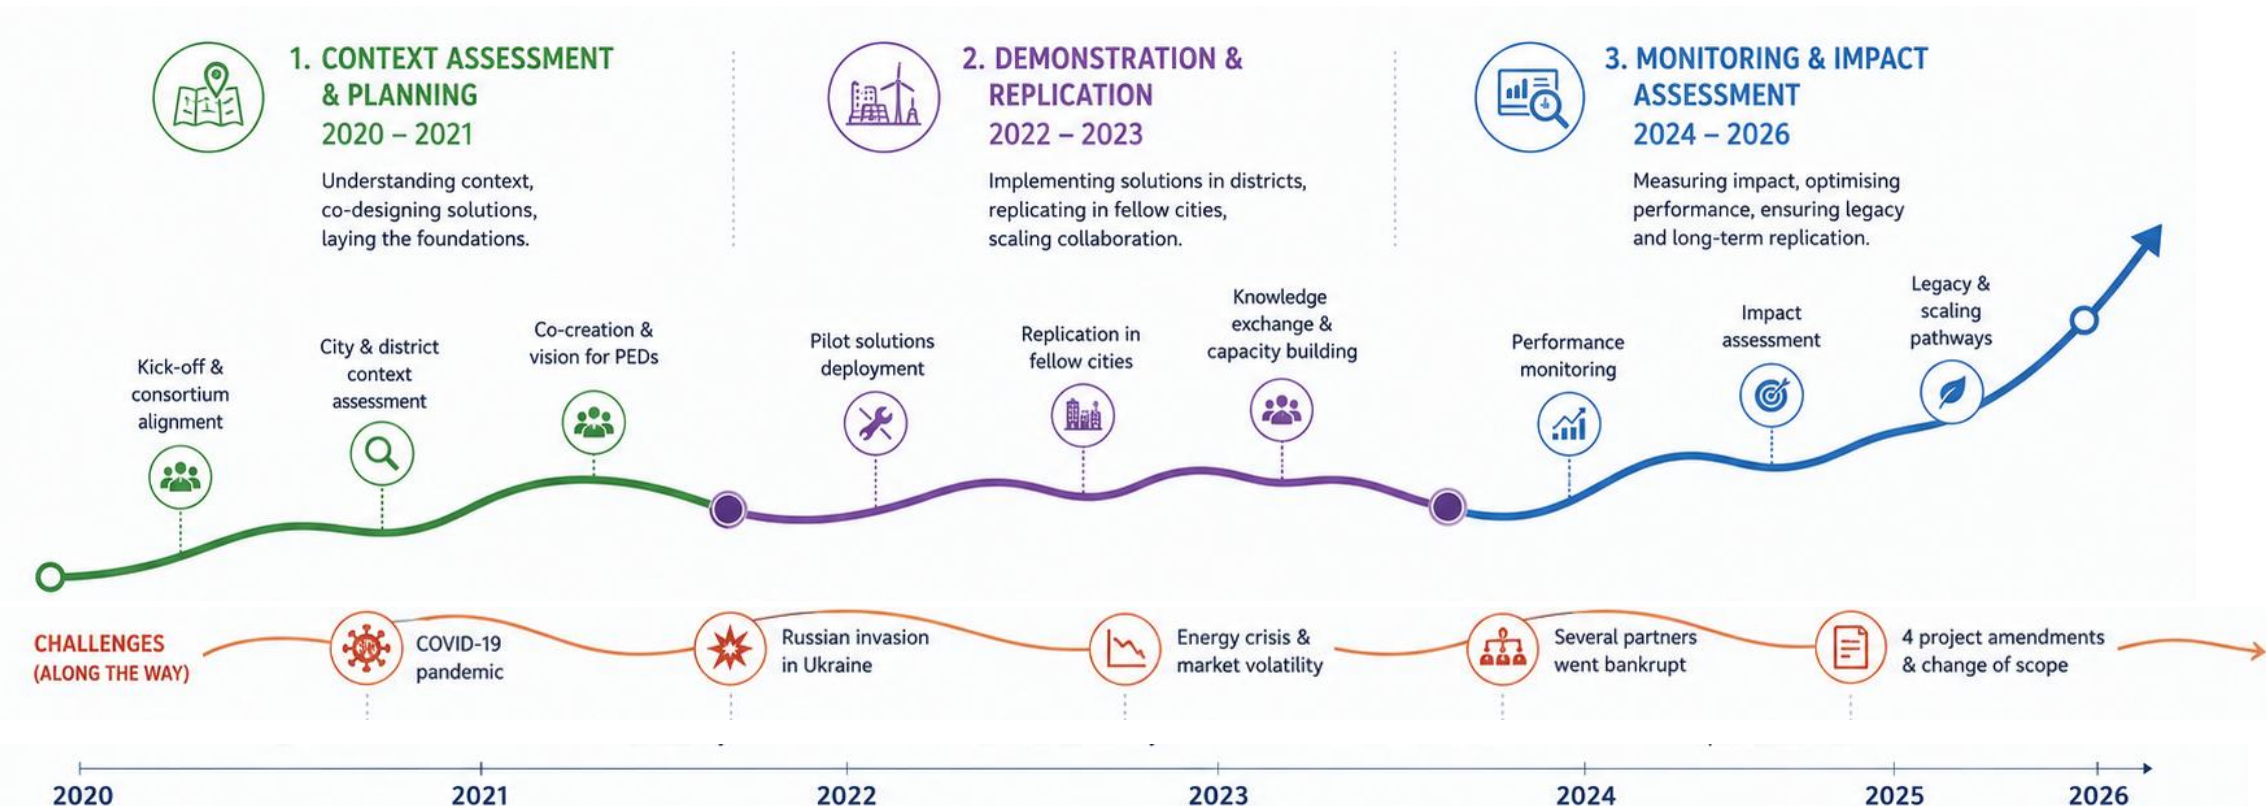 1. CONTEXT ASSESSMENT
& PLANNING
2020 – 2021
Understanding context,
co-designing solutions,
laying the foundations.
2. DEMONSTRATION &
REPLICATION
2022 – 2023
Implementing solutions in districts,
replicating in fellow cities,
scaling collaboration.
3. MONITORING & IMPACT
ASSESSMENT
2024 – 2026
Measuring impact, optimising
performance, ensuring legacy
and long-term replication.
Kick-off &
consortium
alignment
City & district
context
assessment
Co-creation &
vision for PEDs
Pilot solutions
deployment
Replication in
fellow cities
Knowledge
exchange &
capacity building
Performance
monitoring
Impact
assessment
Legacy &
scaling
pathways
CHALLENGES
(ALONG THE WAY)
COVID-19
pandemic
Russian invasion
in Ukraine
Energy crisis &
market volatility
Several partners
went bankrupt
4 project amendments
& change of scope
2020
2021
2022
2023
2024
2025
2026